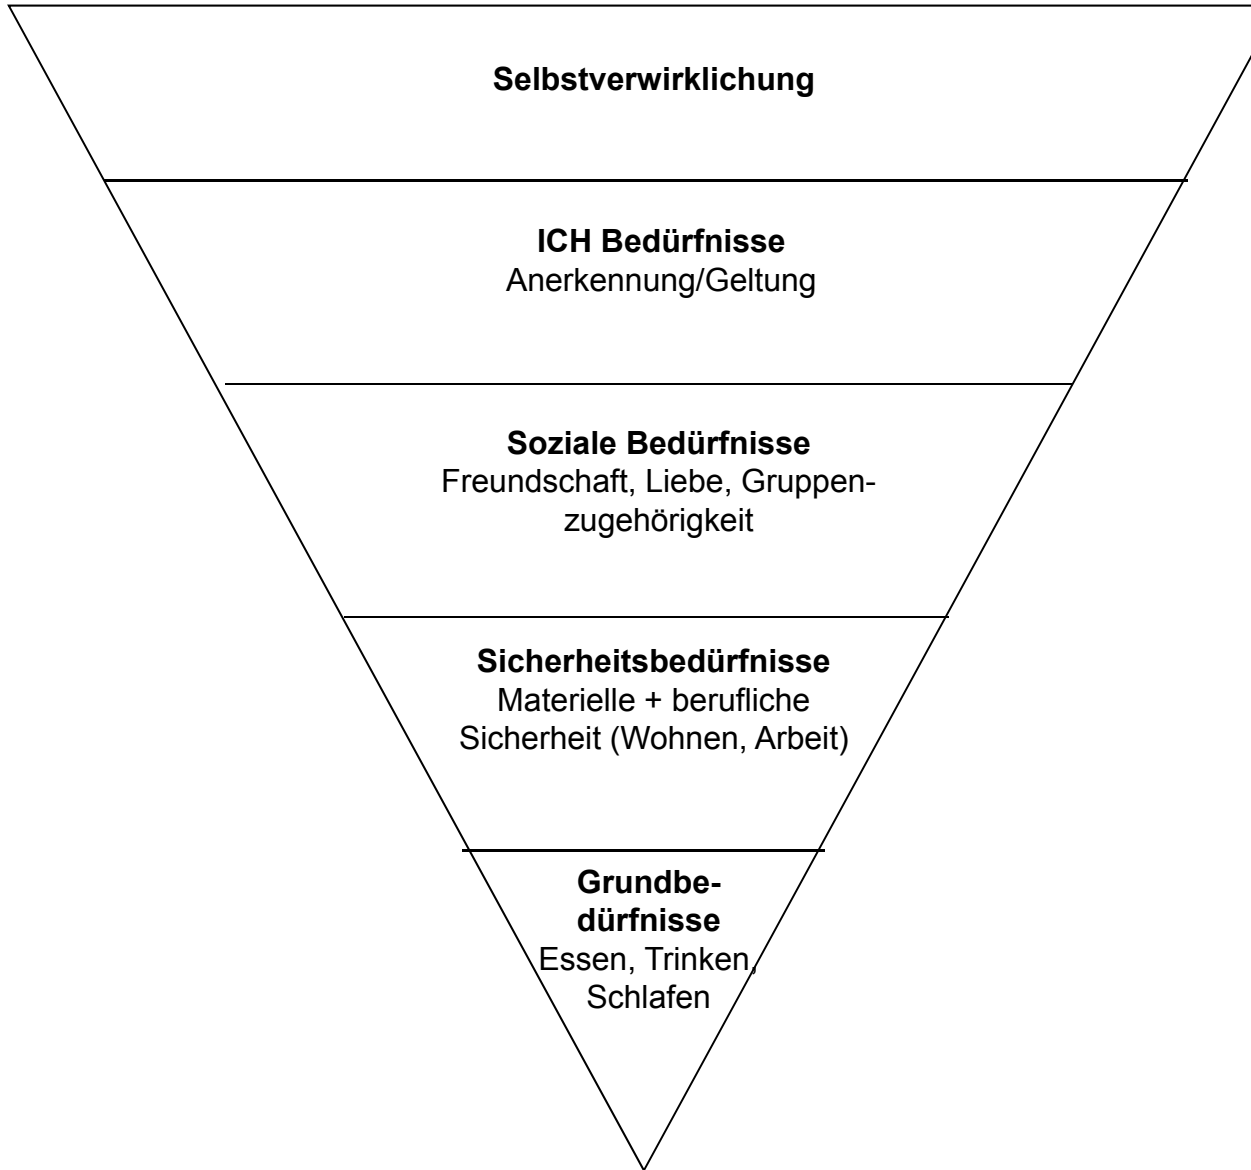 Selbstverwirklichung
ICH Bedürfnisse
Anerkennung/Geltung
Soziale Bedürfnisse
Freundschaft, Liebe, Gruppen-
zugehörigkeit
Sicherheitsbedürfnisse
Materielle + berufliche
Sicherheit (Wohnen, Arbeit)
Grundbe-
dürfnisse
Essen, Trinken,
Schlafen